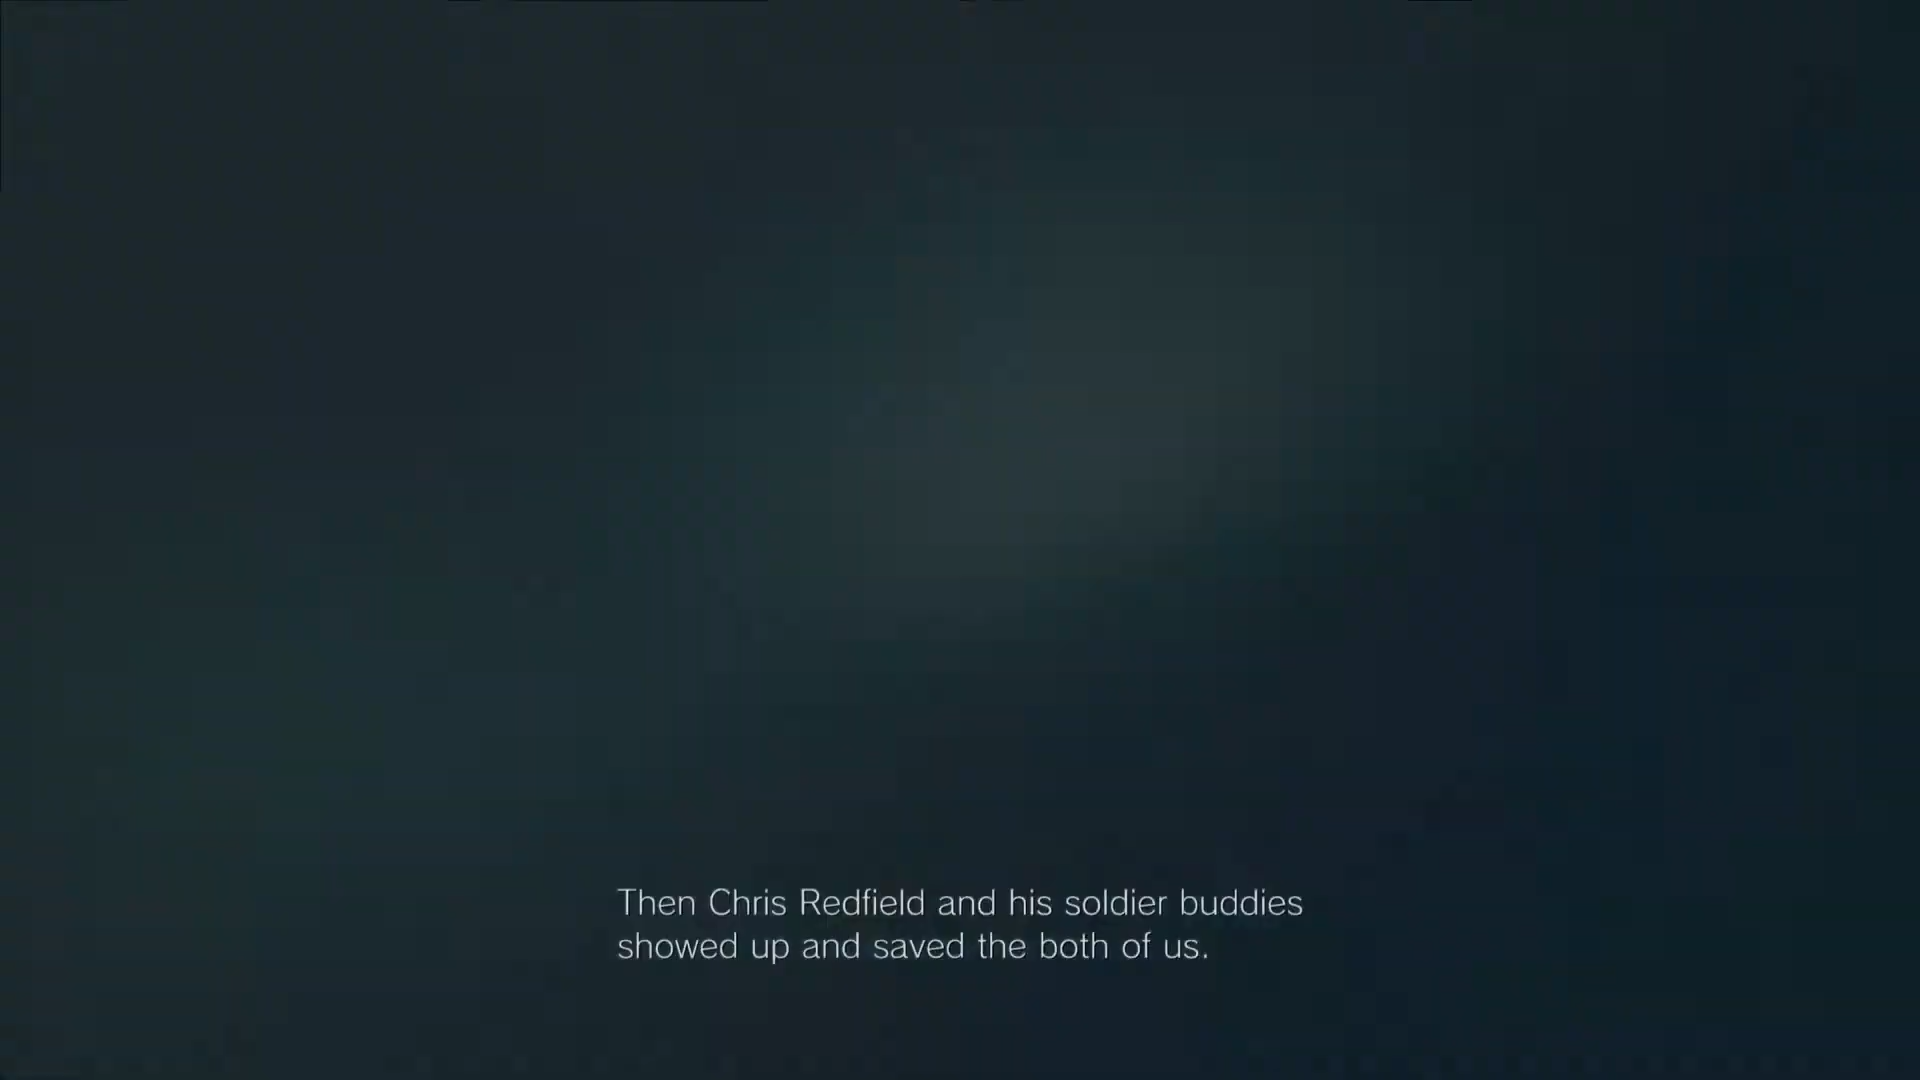 Then Chris Redfield and his soldier buddies
showed up and saved the both of us.